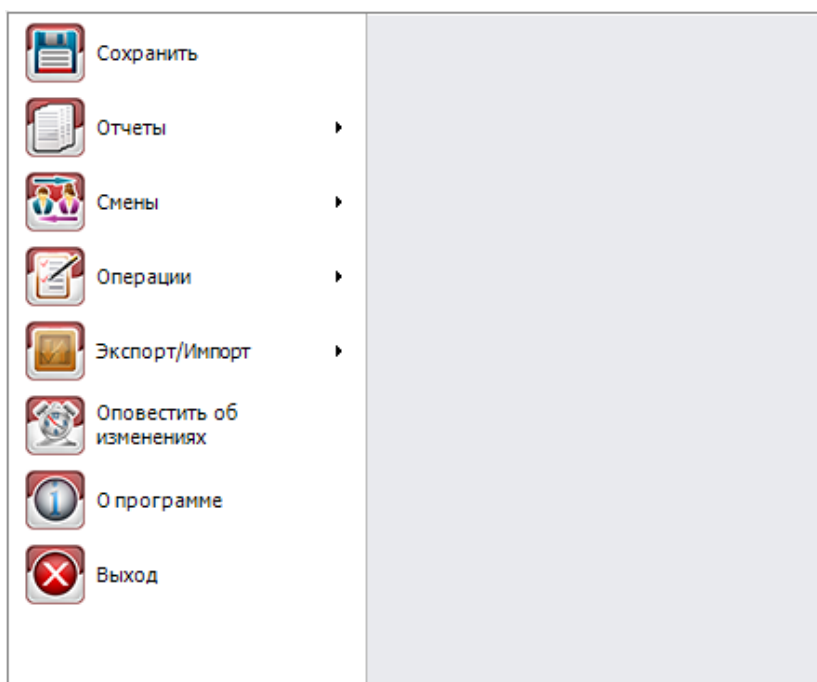 Сохранить
Отчеты
Смены
Операции
Экспорт/Импорт
Оповестить об
изменениях
О программе
Выход